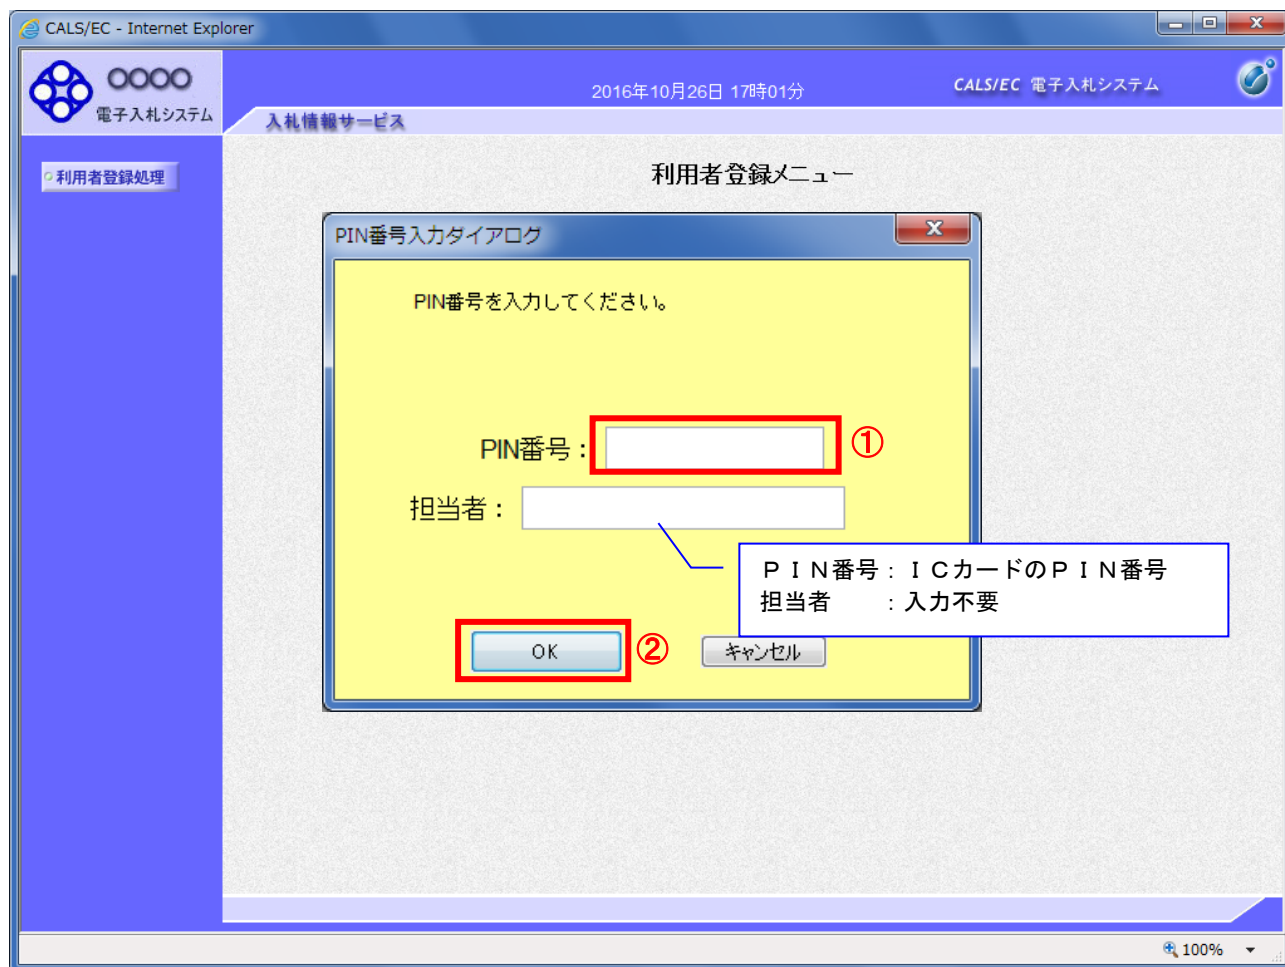 CALS/EC - Internet Explorer
○○○○
電子入札システム
2016年10月26日 17時01分
CALS/EC 電子入札システム
入札情報サービス
利用者登録処理
利用者登録メニュー
PIN番号入力ダイアログ
PIN番号を入力してください。
PIN番号：
①
担当者：
ＰＩＮ番号：ＩＣカードのＰＩＮ番号
担当者　　：入力不要
OK
②
キャンセル
100%